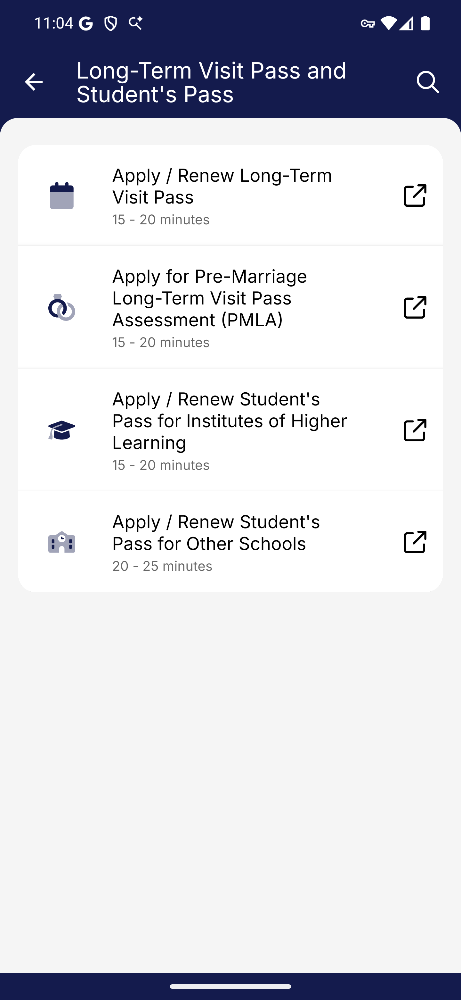 11:04
Long-Term Visit Pass and
Student's Pass
Apply / Renew Long-Term
Visit Pass
15 - 20 minutes
Apply for Pre-Marriage
Long-Term Visit Pass
Assessment (PMLA)
15 - 20 minutes
Apply / Renew Student's
Pass for Institutes of Higher
Learning
15 - 20 minutes
Apply / Renew Student's
Pass for Other Schools
20 - 25 minutes